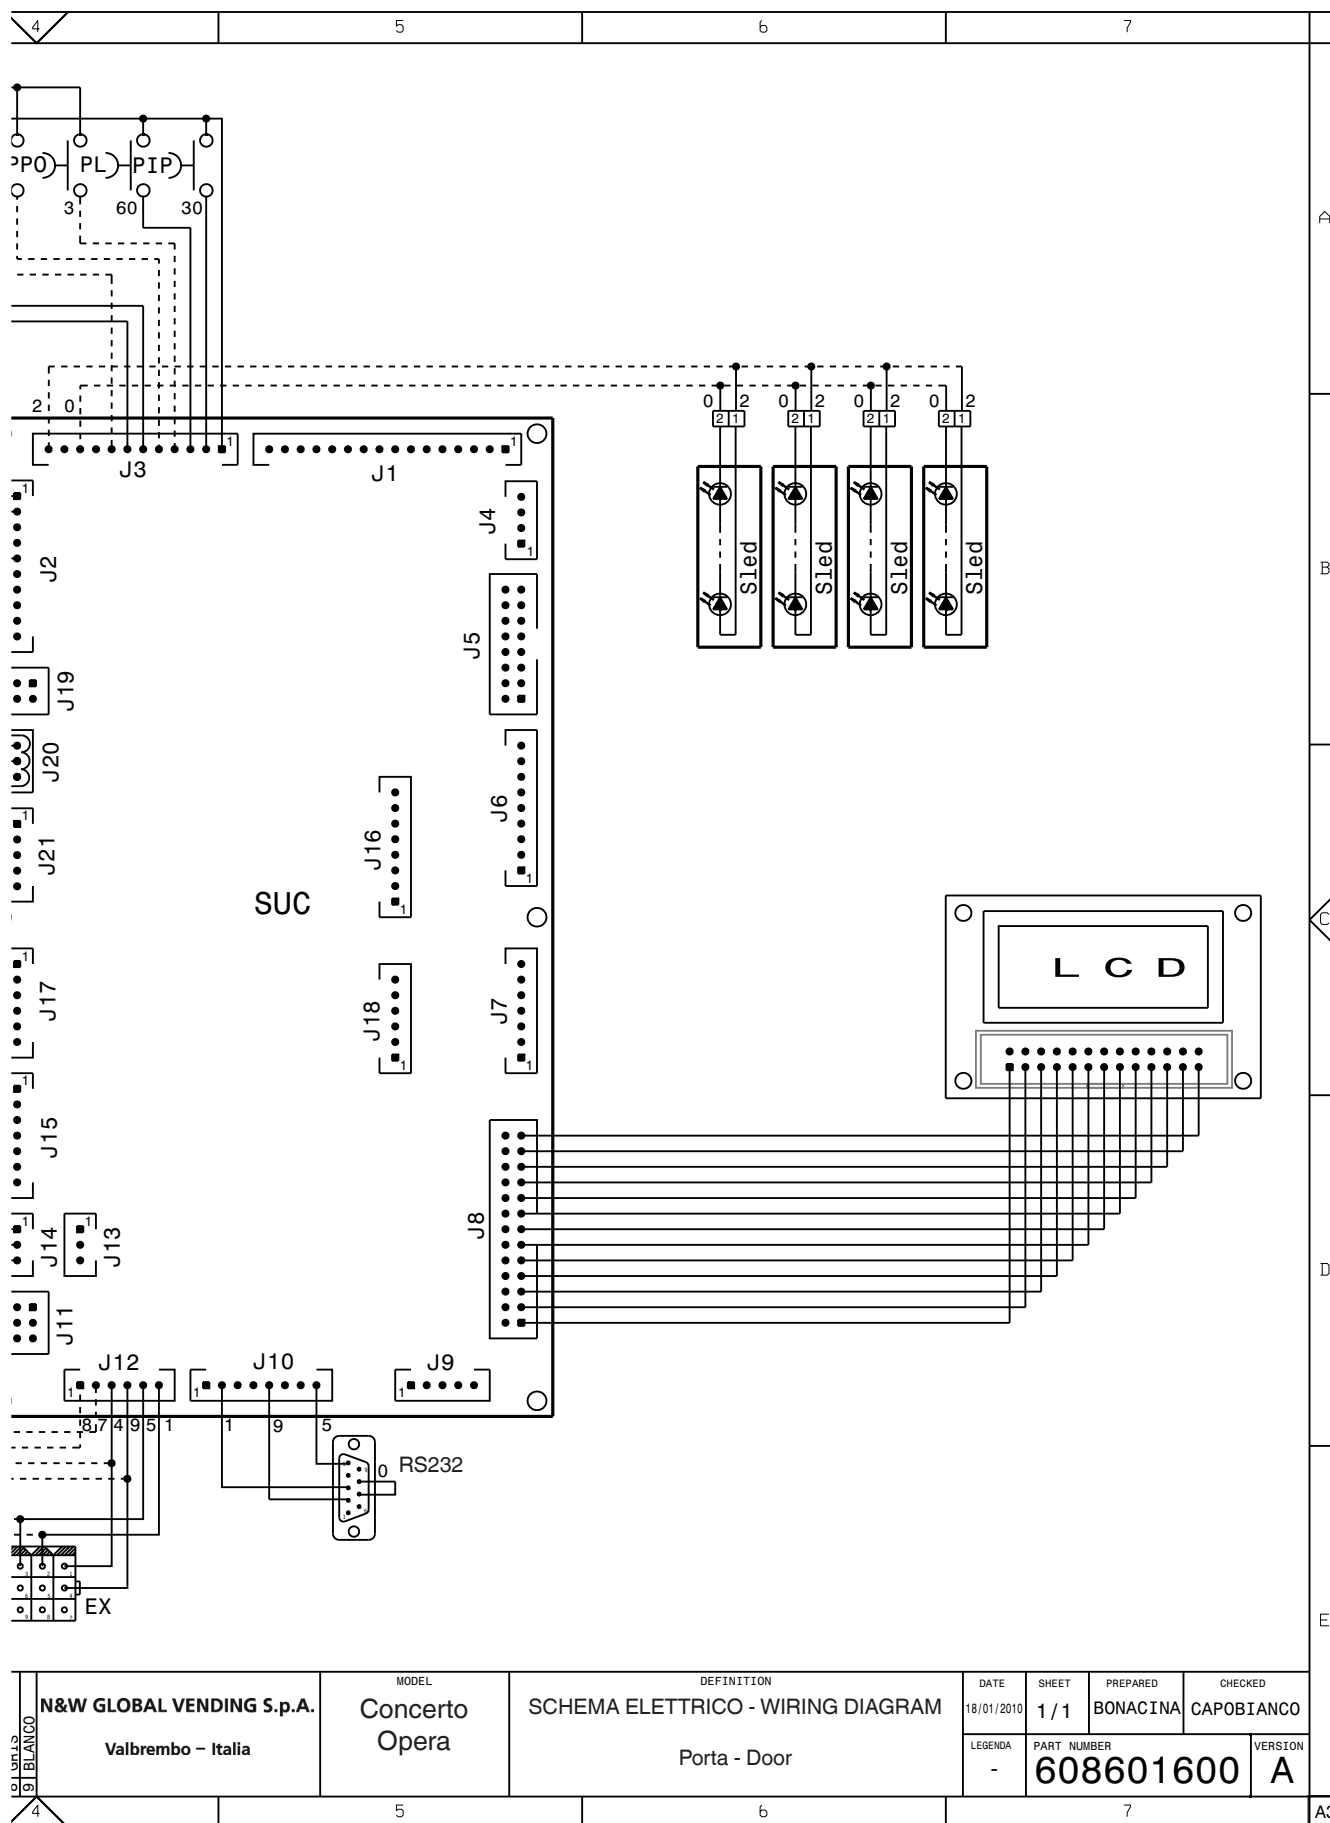 4 5 6 7
PPO PL PIP
3 60 30
A
2 0
0 2 0 2 0 2 0 2
2 1 2 1 2 1 2 1
1 1
J3 J1
1 J4 1
J2
B
Sled Sled Sled Sled
J5
J19
J20
J6 1
J21 1
J16 1
SUC
C
LCD
J17 1
J18 1
J7 1
J15 1
J8
J14 1
J13 1
D
J11
J12 J10 J9
1 1 1
8 7 4 9 5 1 1 9 5
0 RS232
EX
E
8 GRIS
9 BLANCO
N&W GLOBAL VENDING S.p.A.
Valbrembo – Italia
MODEL
Concerto
Opera
DEFINITION
SCHEMA ELETTRICO - WIRING DIAGRAM
Porta - Door
DATE
18/01/2010
SHEET
1/1
PREPARED
BONACINA
CHECKED
CAPOBIANCO
LEGENDA
-
PART NUMBER
608601600
VERSION
A
4 5 6 7
A3